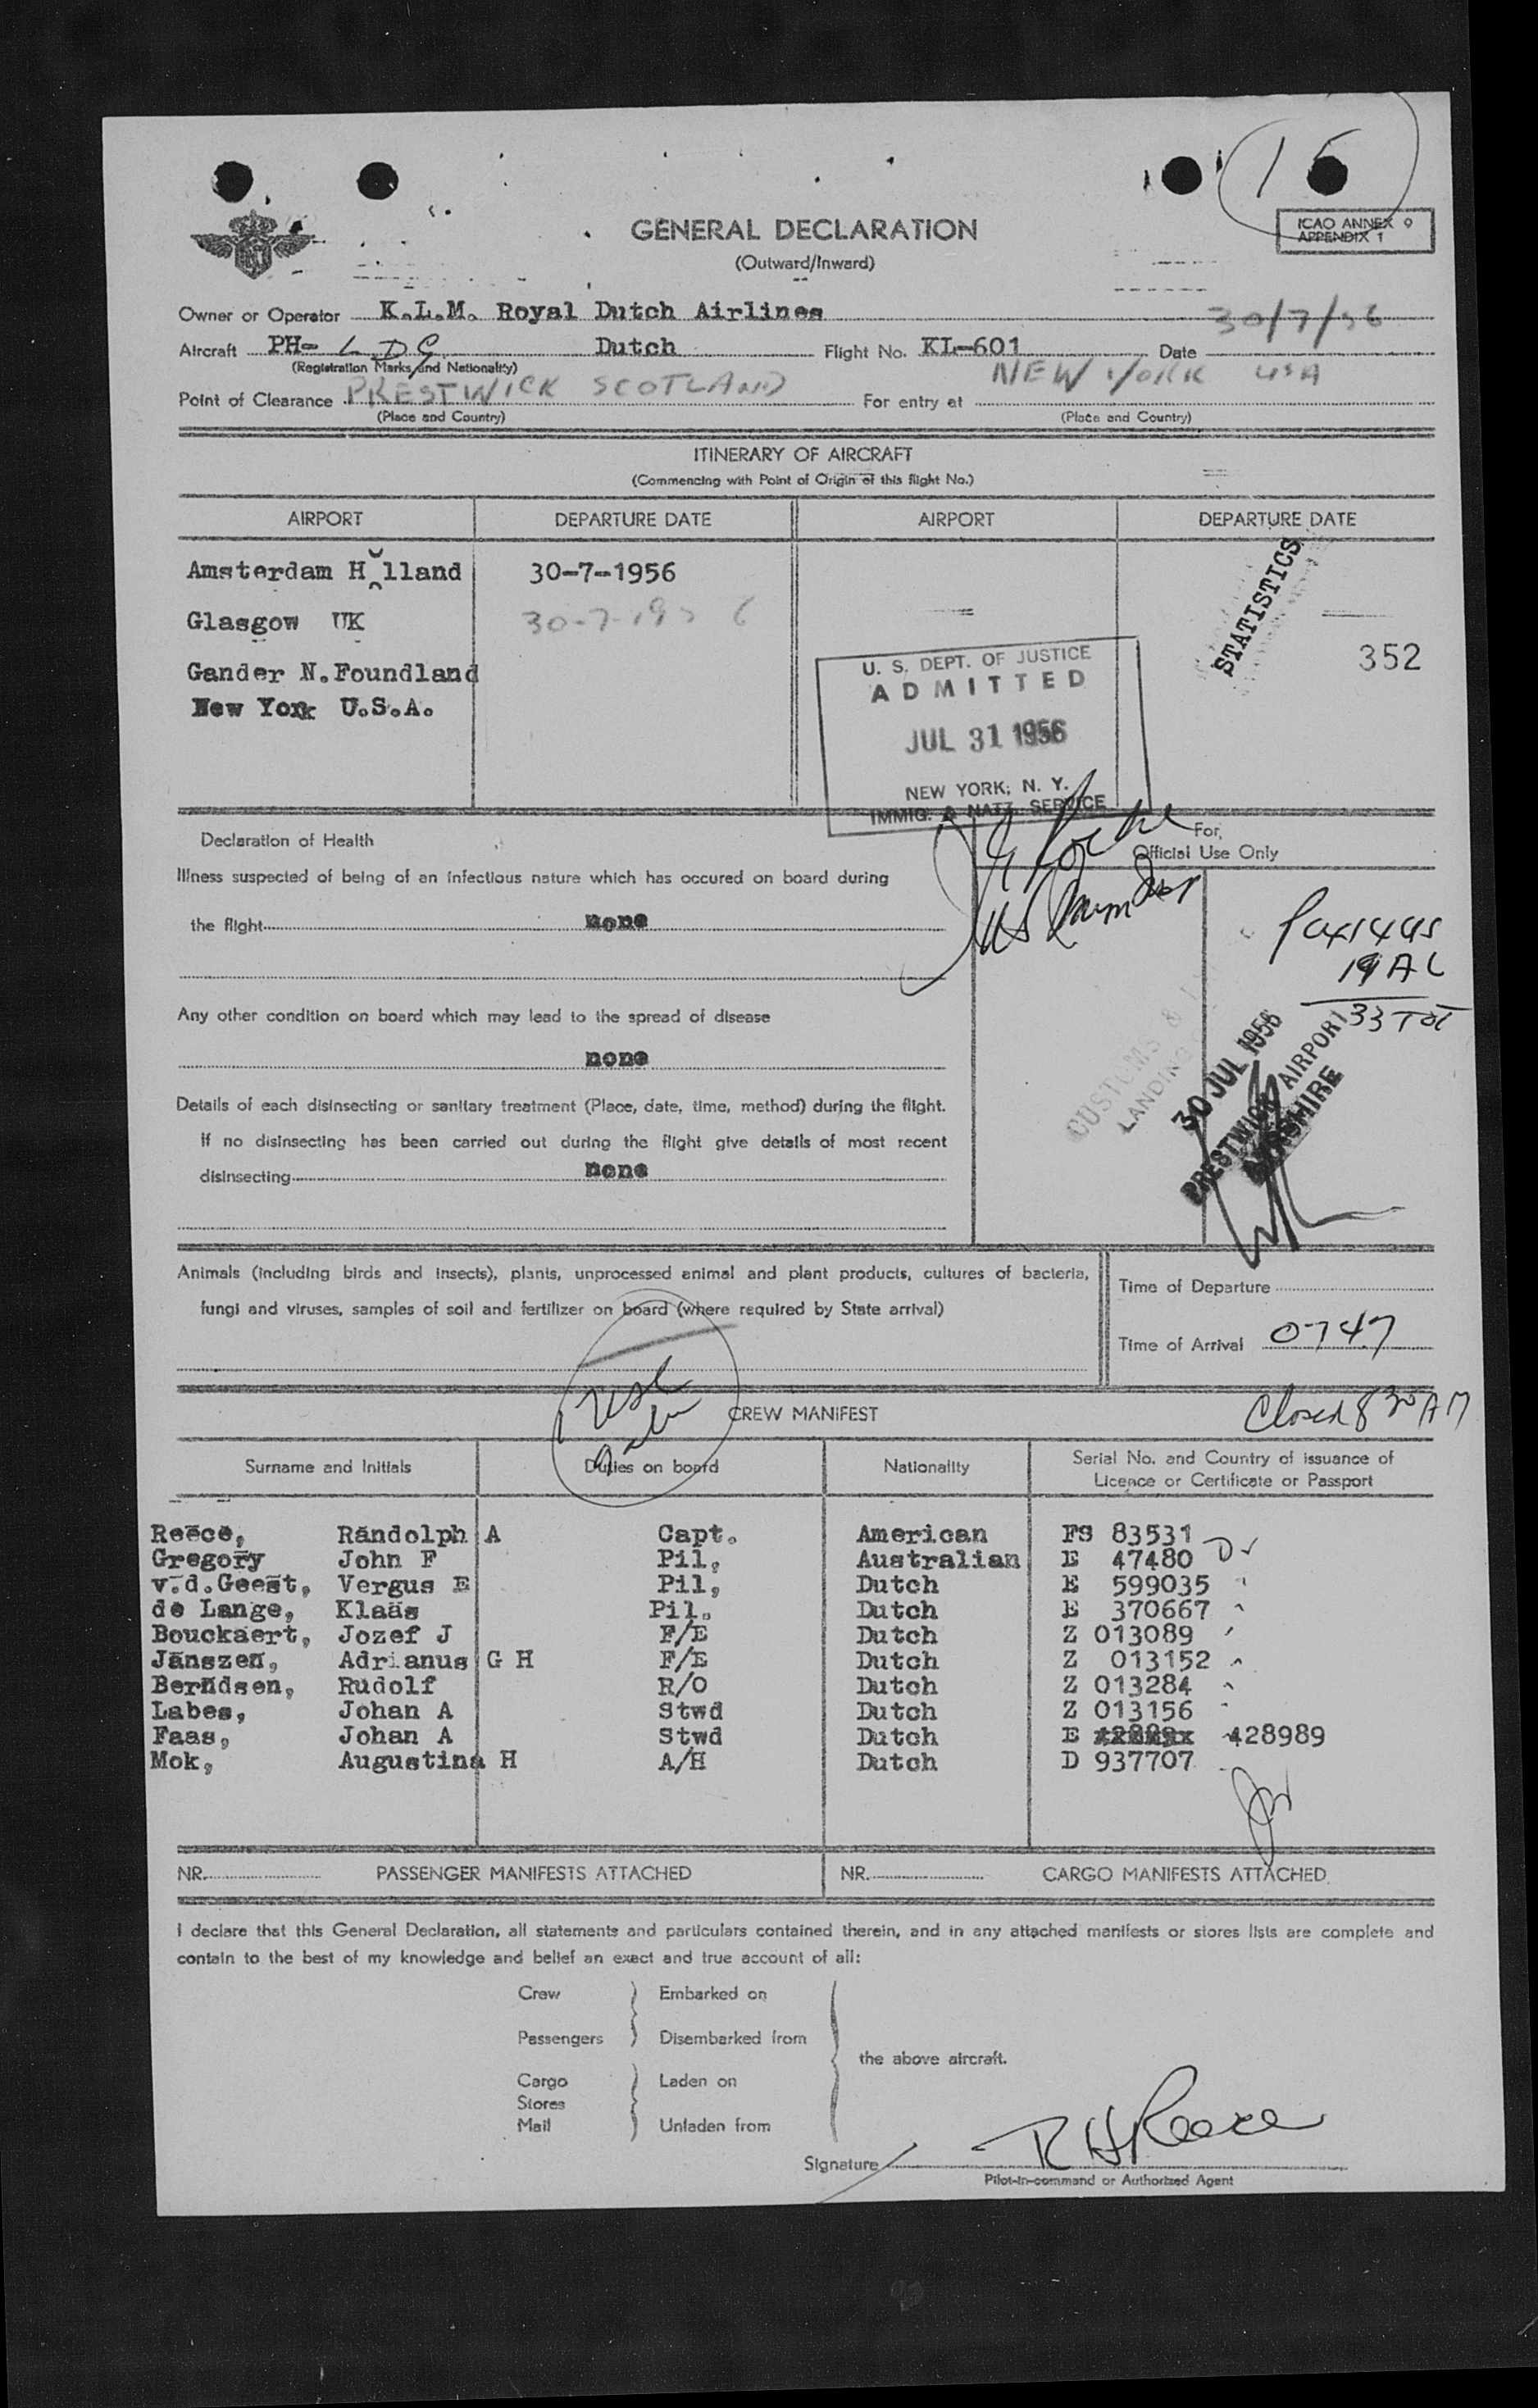 15
ICAO ANNEX 9
APPENDIX 1
GENERAL DECLARATION
(Outward/Inward)
Owner or Operator K.L.M. Royal Dutch Airlines
30/7/56
Aircraft PH- LDG Dutch Flight No. KL-601 Date
(Registration Marks and Nationality)
Point of Clearance PRESTWICK SCOTLAND For entry at NEW YORK USA
(Place and Country) (Place and Country)
ITINERARY OF AIRCRAFT
(Commencing with Point of Origin of this flight No.)
AIRPORT DEPARTURE DATE AIRPORT DEPARTURE DATE
Amsterdam Holland 30-7-1956
Glasgow UK 30-7-1956
Gander N.Foundland
New York U.S.A.
STATISTICS
352
U. S. DEPT. OF JUSTICE
ADMITTED
JUL 31 1956
NEW YORK, N. Y.
IMMIG. & NATZ. SERVICE
Declaration of Health
For
Official Use Only
Illness suspected of being of an infectious nature which has occured on board during
the flight none
Any other condition on board which may lead to the spread of disease
none
Details of each disinsecting or sanitary treatment (Place, date, time, method) during the flight.
If no disinsecting has been carried out during the flight give details of most recent
disinsecting none
Pax 14 US
19 AL
33 Tot
CUSTOMS &
LANDING
30 JUL 1956
PRESTWICK AIRPORT
AYRSHIRE
Animals (including birds and insects), plants, unprocessed animal and plant products, cultures of bacteria,
fungi and viruses, samples of soil and fertilizer on board (where required by State arrival)
Time of Departure
Time of Arrival 0747
Closed 8 30 AM
CREW MANIFEST
Surname and Initials Duties on board Nationality Serial No. and Country of issuance of
Licence or Certificate or Passport
Reece, Randolph A Capt. American FS 83531
Gregory John F Pil, Australian E 47480
v.d.Geest, Vergus E Pil, Dutch E 599035
de Lange, Klaas Pil. Dutch E 370667
Bouckaert, Jozef J F/E Dutch Z 013089
Janszen, Adrianus G H F/E Dutch Z 013152
Berndsen, Rudolf R/O Dutch Z 013284
Labes, Johan A Stwd Dutch Z 013156
Faas, Johan A Stwd Dutch E 428989
Mok, Augustina H A/H Dutch D 937707
NR. PASSENGER MANIFESTS ATTACHED NR. CARGO MANIFESTS ATTACHED
I declare that this General Declaration, all statements and particulars contained therein, and in any attached manifests or stores lists are complete and
contain to the best of my knowledge and belief an exact and true account of all:
Crew Embarked on
Passengers Disembarked from
the above aircraft.
Cargo Laden on
Stores
Mail Unladen from
Signature R H Reece
Pilot-in-command or Authorized Agent